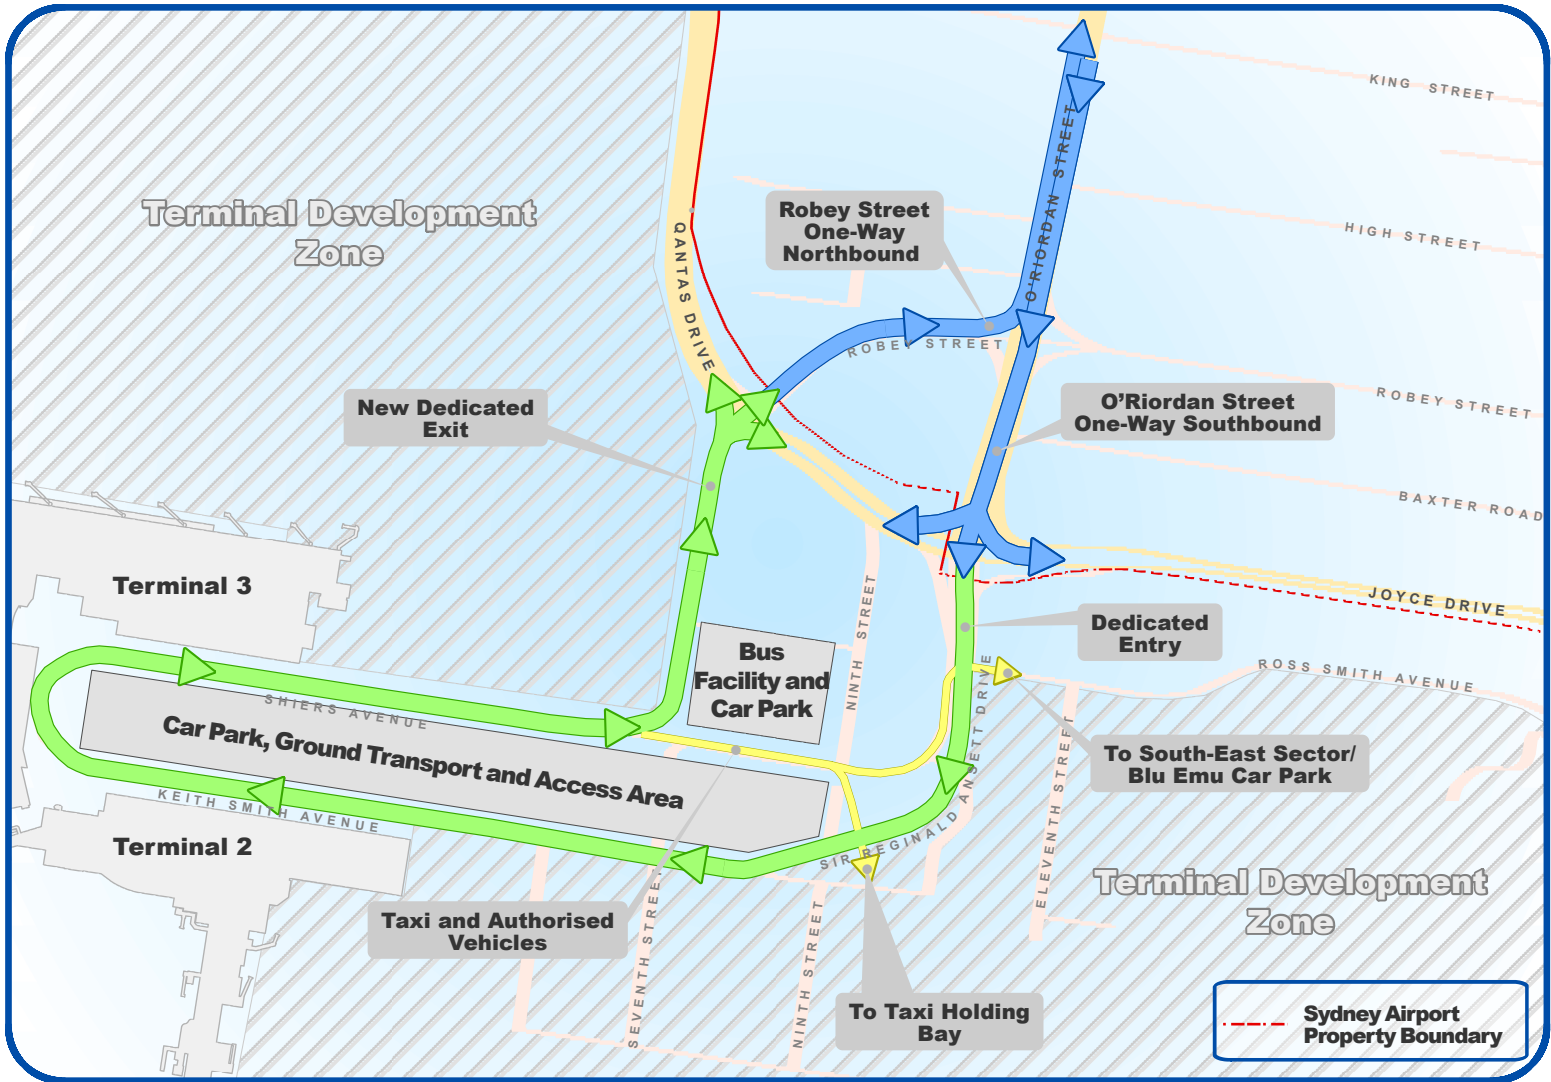 KING STREET
Terminal Development
Zone
O'RIORDAN STREET
Robey Street
One-Way
Northbound
HIGH STREET
QANTAS DRIVE
ROBEY STREET
New Dedicated
Exit
O’Riordan Street
One-Way Southbound
ROBEY STREET
BAXTER ROAD
Terminal 3
NINTH STREET
JOYCE DRIVE
Dedicated
Entry
Bus
Facility and
Car Park
ROSS SMITH AVENUE
SHIERS AVENUE
Car Park, Ground Transport and Access Area
To South-East Sector/
Blu Emu Car Park
KEITH SMITH AVENUE
Terminal 2
SIR REGINALD ANSETT DRIVE
ELEVENTH STREET
Terminal Development
Zone
Taxi and Authorised
Vehicles
SEVENTH STREET
NINTH STREET
To Taxi Holding
Bay
Sydney Airport
Property Boundary